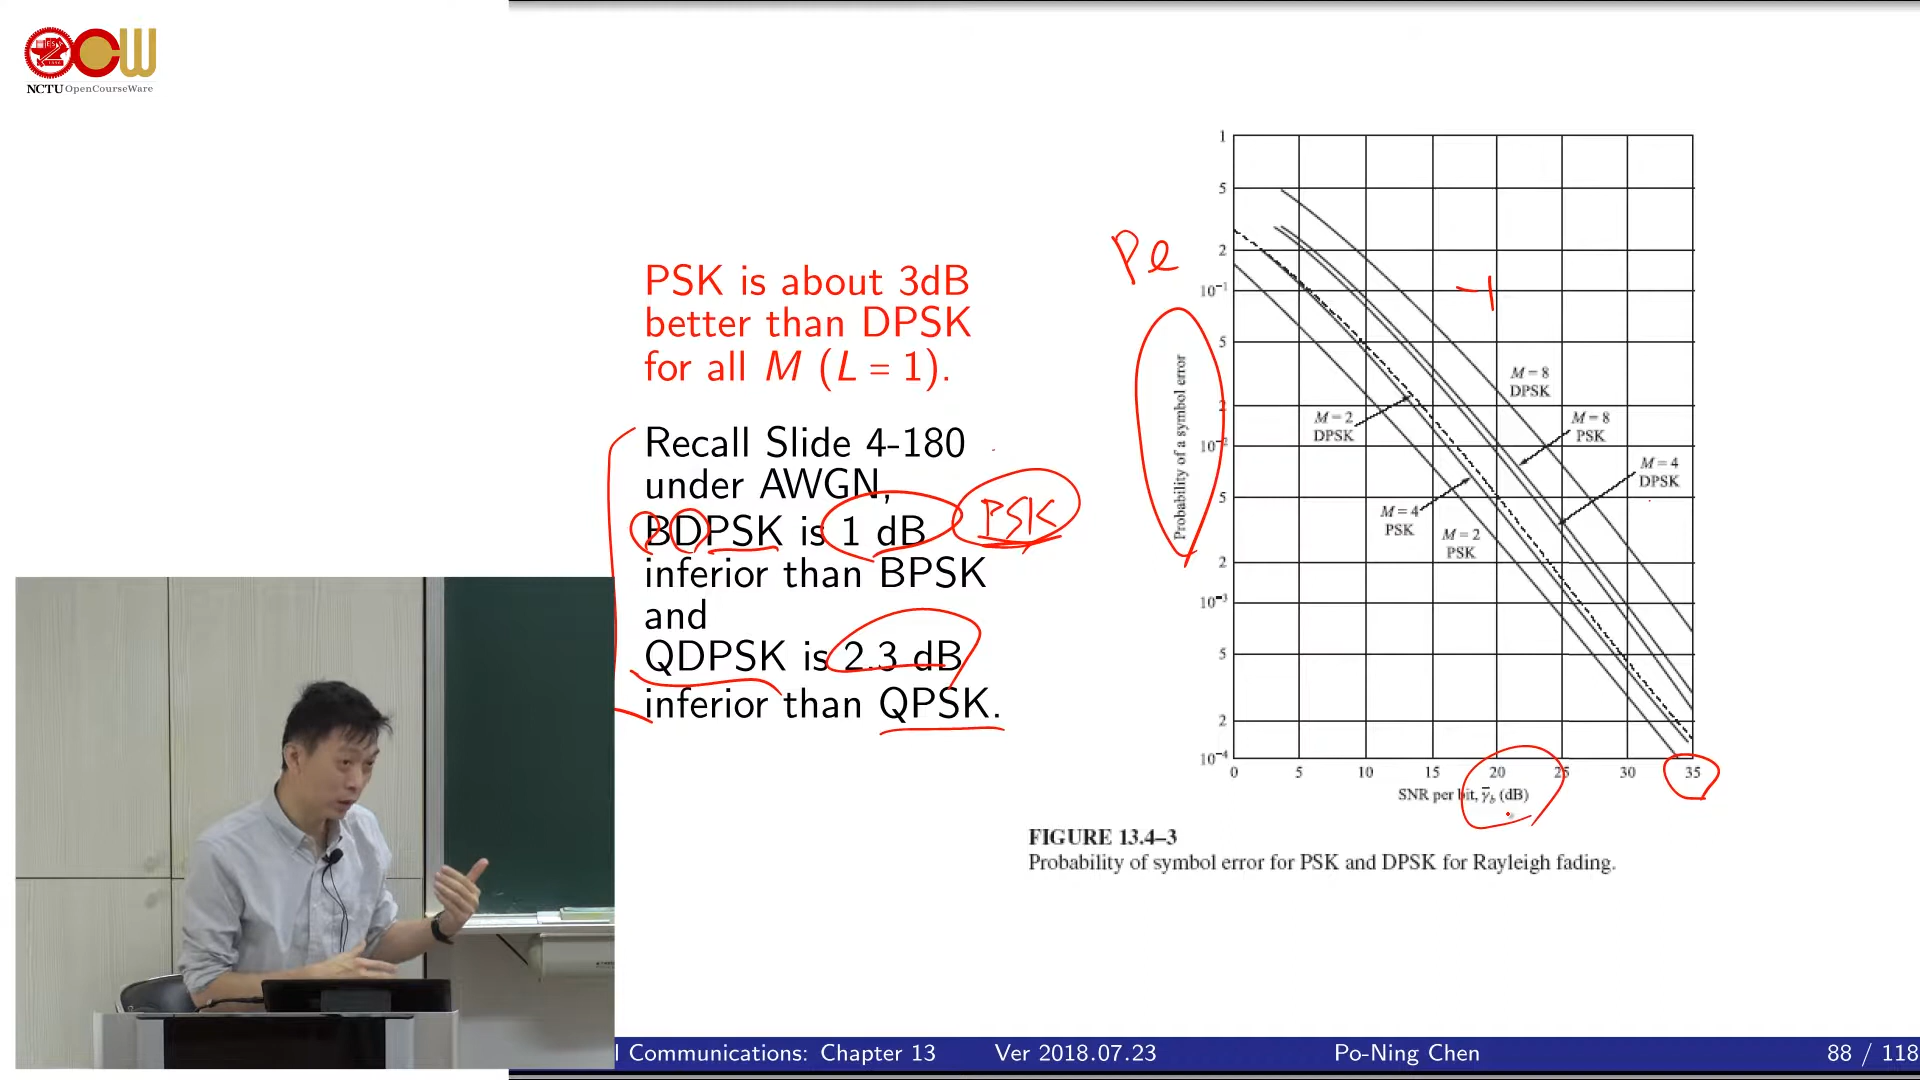 NCTU OpenCourseWare
PSK is about 3dB
better than DPSK
for all M (L = 1).
Recall Slide 4-180
under AWGN,
BDPSK is 1 dB
PSK
inferior than BPSK
and
QDPSK is 2.3 dB
inferior than QPSK.
Pe
-1
Probability of a symbol error
1
5
2
10⁻¹
5
2
10⁻²
5
2
10⁻³
5
2
10⁻⁴
0 5 10 15 20 25 30 35
SNR per bit, γ̄b (dB)
M = 8
DPSK
M = 8
PSK
M = 2
DPSK
M = 4
DPSK
M = 4
PSK
M = 2
PSK
FIGURE 13.4–3
Probability of symbol error for PSK and DPSK for Rayleigh fading.
l Communications: Chapter 13 Ver 2018.07.23 Po-Ning Chen 88 / 118